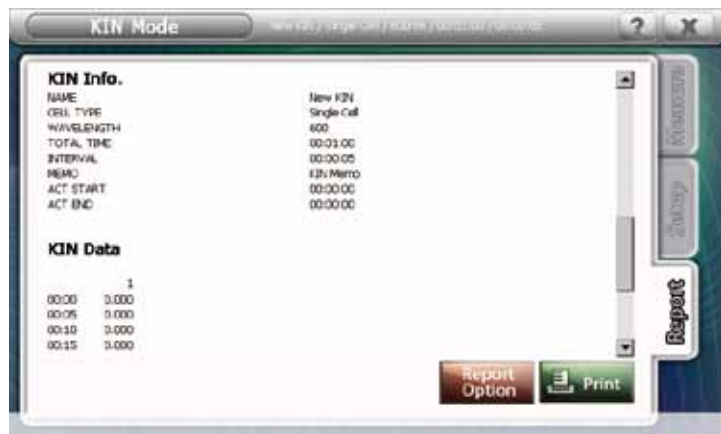 KIN Mode
? X
KIN Info.
NAME New KIN
CELL TYPE Single Cell
WAVELENGTH 600
TOTAL TIME 00:01:00
INTERVAL 00:00:05
MEMO KIN Memo
ACT START 00:00:00
ACT END 00:00:00
KIN Data
1
00:00 0.000
00:05 0.000
00:10 0.000
00:15 0.000
Measure
Setup
Report
Report
Option
Print